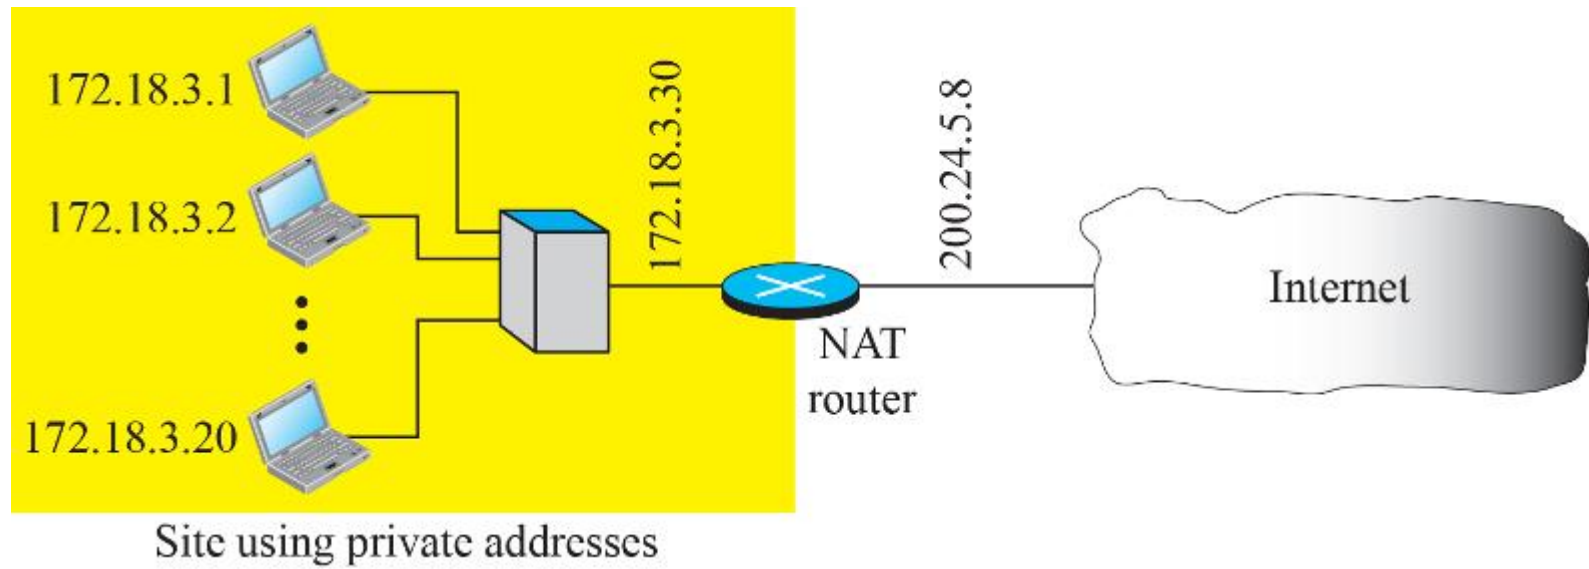 172.18.3.1
172.18.3.2
172.18.3.20
172.18.3.30
200.24.5.8
NAT
router
Internet
Site using private addresses